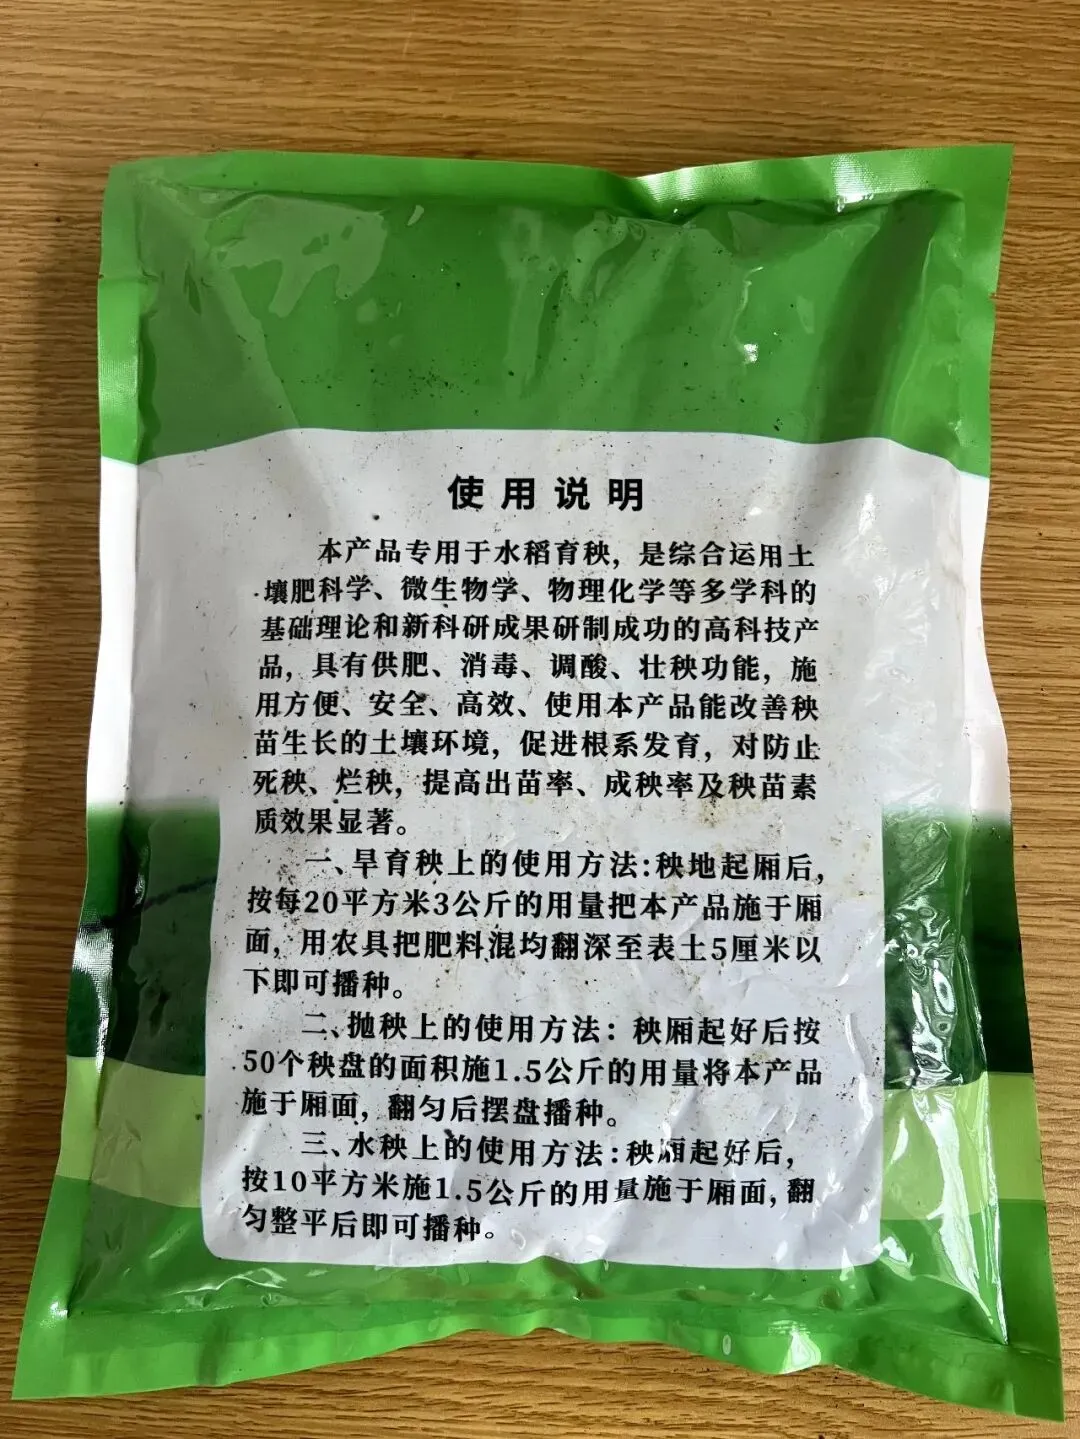 使用说明
本产品专用于水稻育秧，是综合运用土
壤肥科学、微生物学、物理化学等多学科的
基础理论和新科研成果研制成功的高科技产
品，具有供肥、消毒、调酸、壮秧功能，施
用方便、安全、高效、使用本产品能改善秧
苗生长的土壤环境，促进根系发育，对防止
死秧、烂秧，提高出苗率、成秧率及秧苗素
质效果显著。
一、旱育秧上的使用方法:秧地起厢后，
按每20平方米3公斤的用量把本产品施于厢
面，用农具把肥料混均翻深至表土5厘米以
下即可播种。
二、抛秧上的使用方法：秧厢起好后按
50个秧盘的面积施1.5公斤的用量将本产品
施于厢面，翻匀后摆盘播种。
三、水秧上的使用方法:秧厢起好后，
按10平方米施1.5公斤的用量施于厢面，翻
匀整平后即可播种。